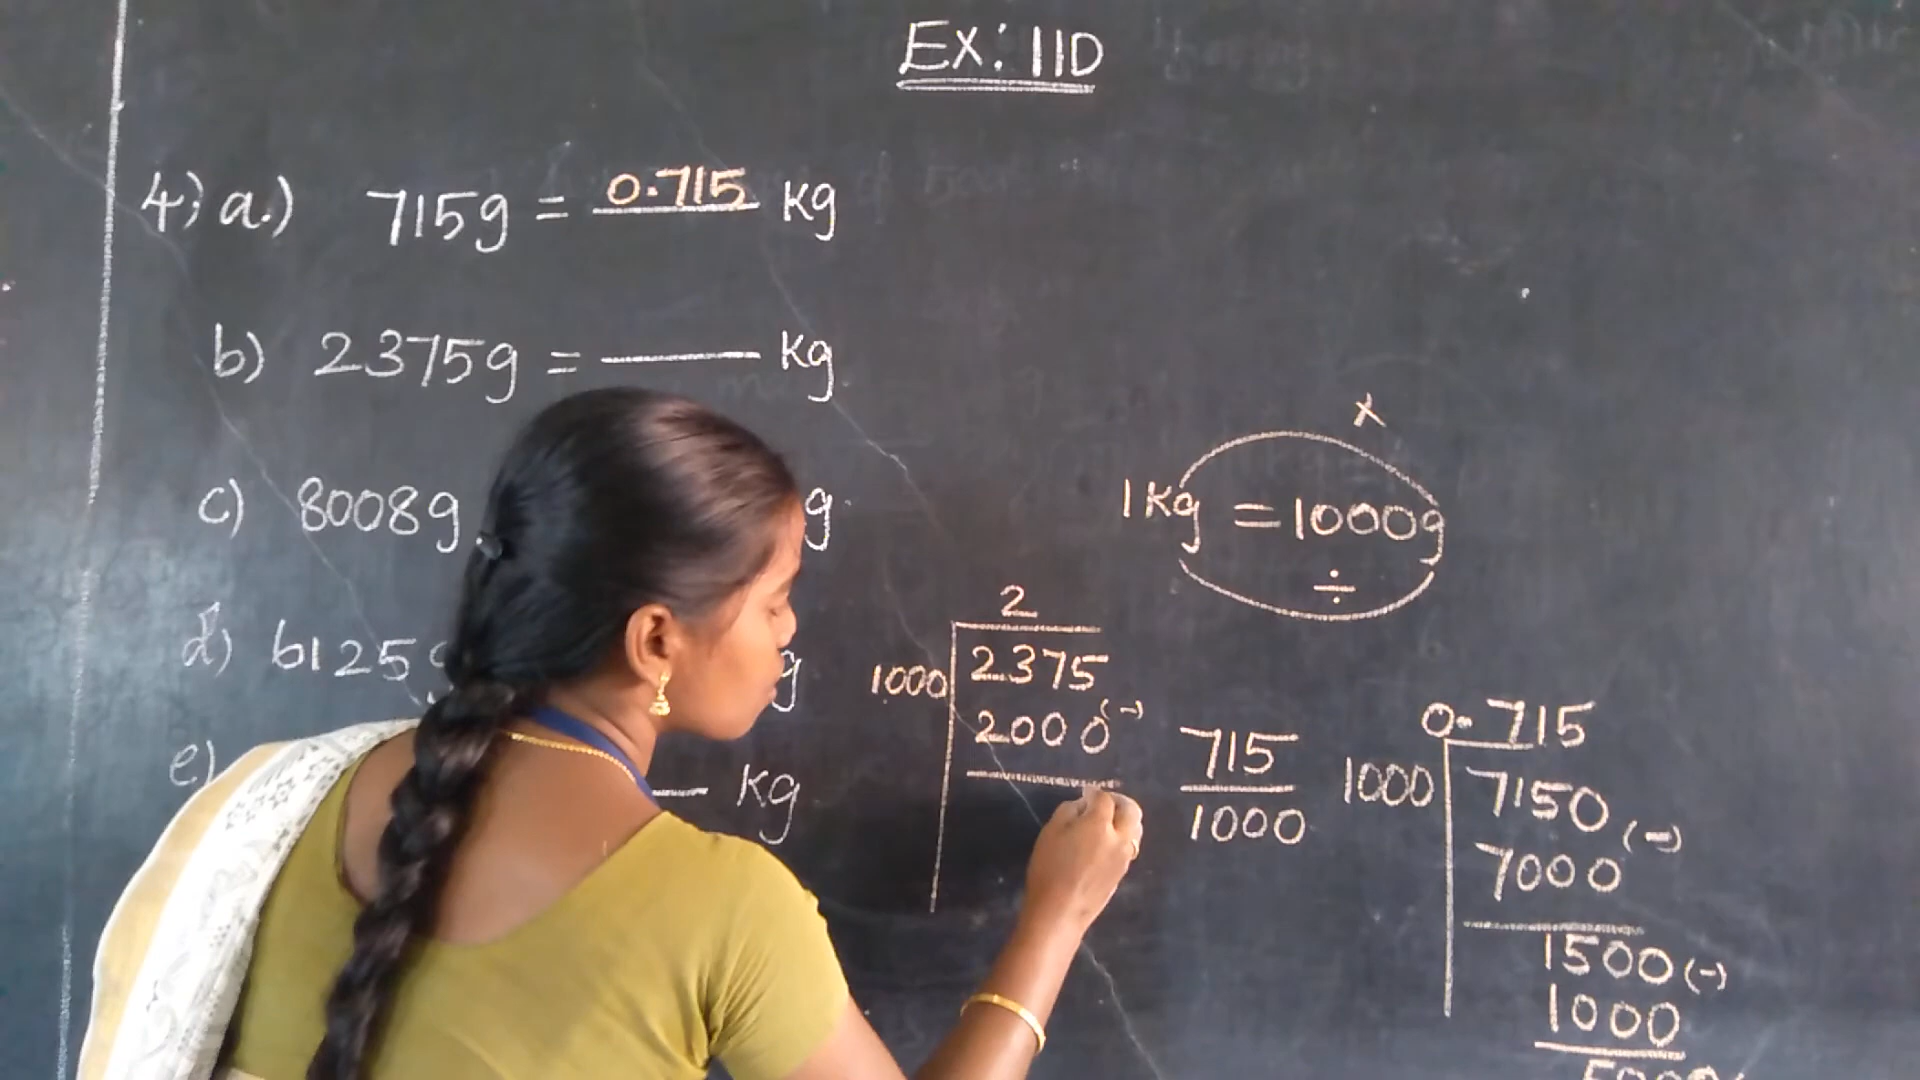 Ex: 11D
4) a.) 715g = 0.715 kg
b) 2375g = ——— kg
c) 8008g g
d) 6125g g
e) — kg
x
1kg = 1000g
÷
2
1000 2375
2000 (-)
715
1000
0.715
1000 7150
7000 (-)
1500 (-)
1000